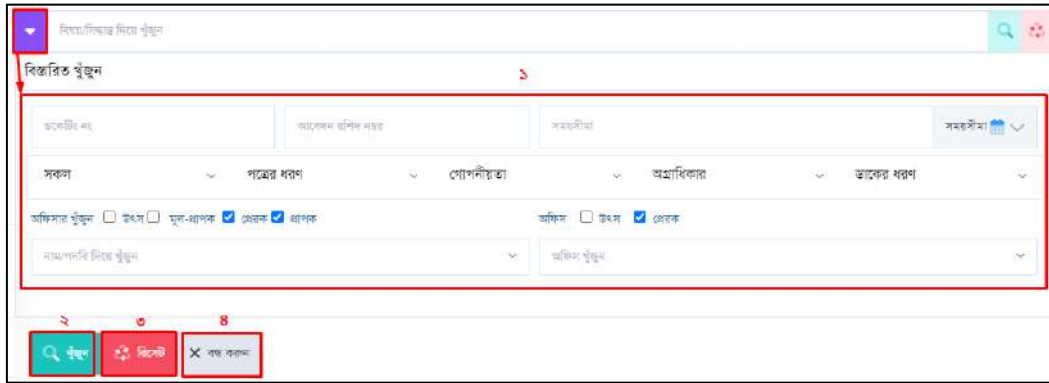 বিষয়/সিদ্ধান্ত দিয়ে খুঁজুন
বিস্তারিত খুঁজুন
১
ডকেটিং নং আবেদন রশিদ নম্বর সময়সীমা সময়সীমা
সকল পত্রের ধরণ গোপনীয়তা অগ্রাধিকার ডাকের ধরণ
অফিসার খুঁজুন উৎস মূল-প্রাপক প্রেরক প্রাপক অফিস উৎস প্রেরক
নাম/পদবি দিয়ে খুঁজুন অফিস খুঁজুন
২ ৩ ৪
খুঁজুন রিসেট বন্ধ করুন